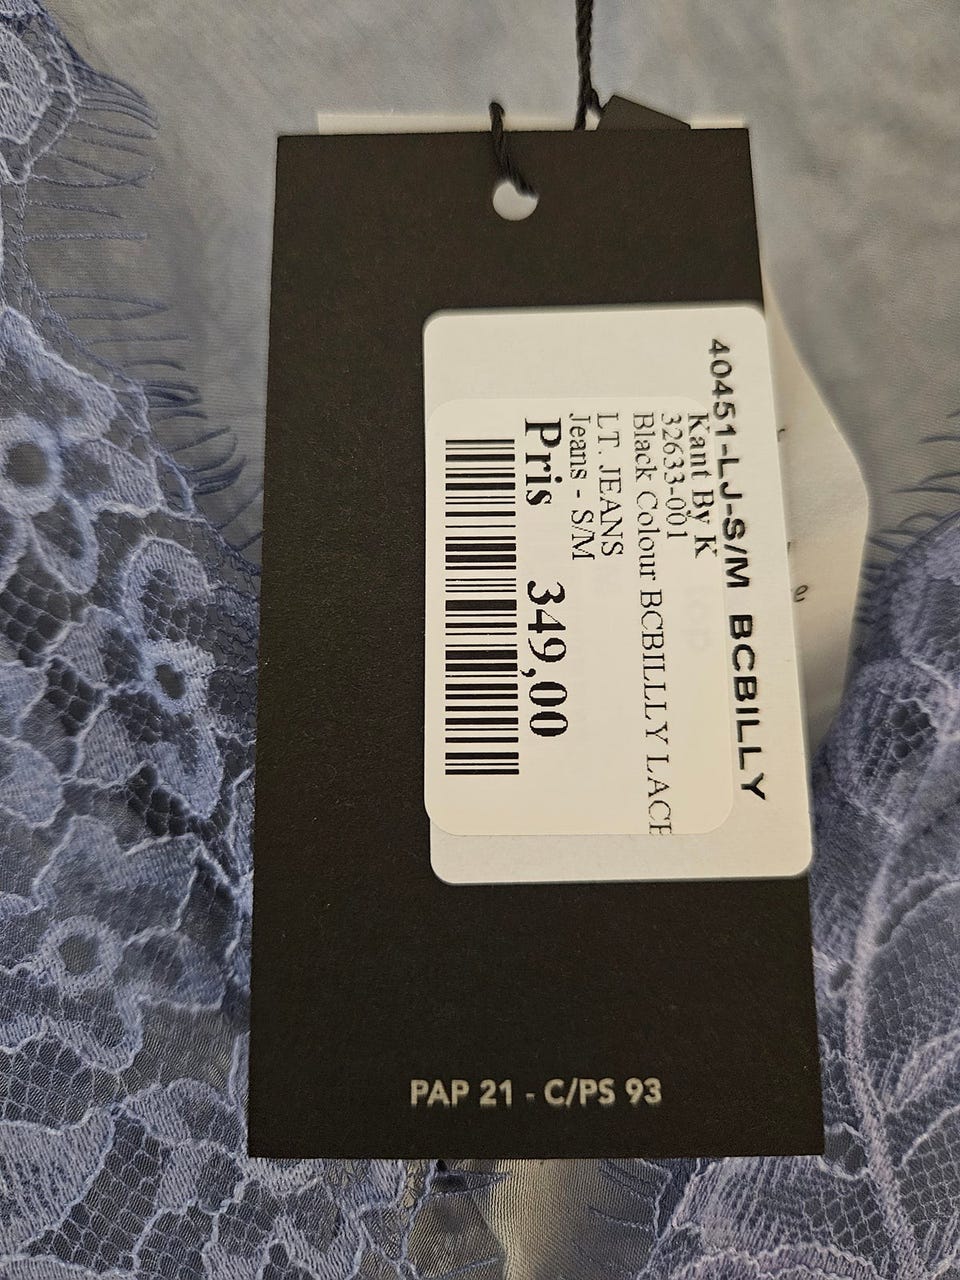 40451-LJ-S/M BCBILLY
Kant By K
32633-001
Black Colour BCBILLY LACE
LT. JEANS
Jeans - S/M
Pris 349,00
PAP 21 - C/PS 93
e